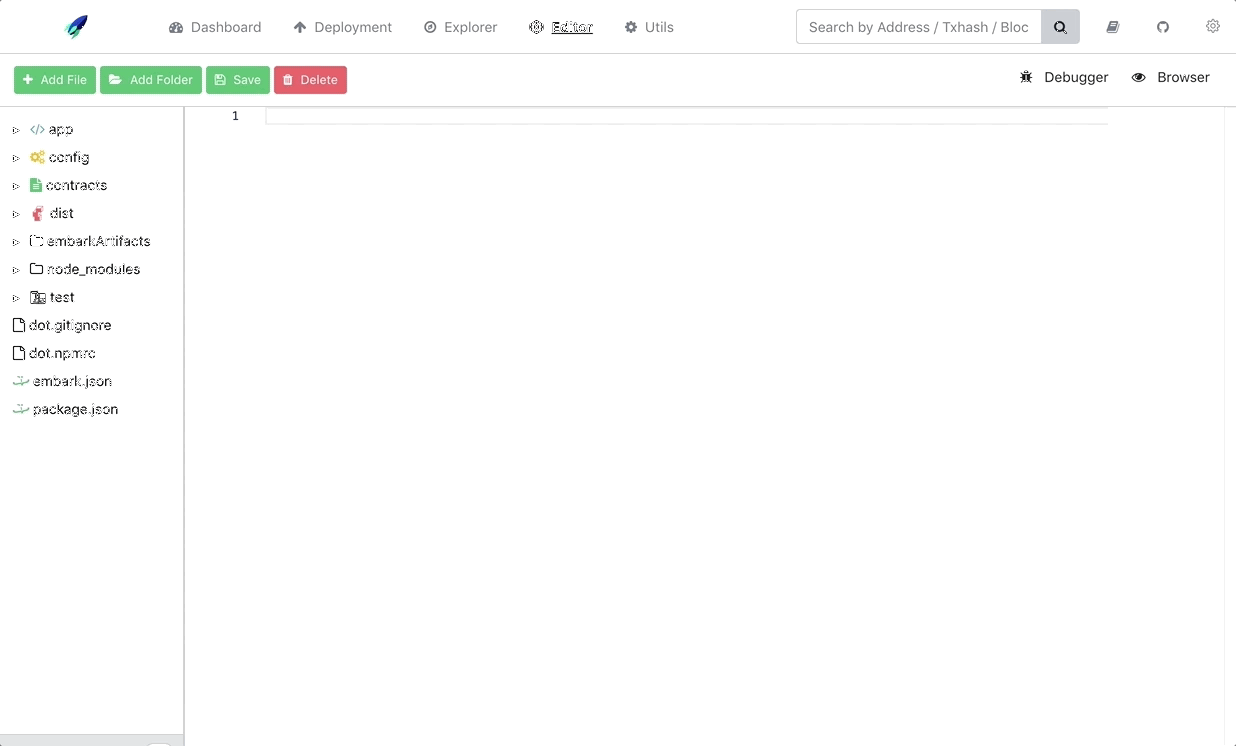 Dashboard Deployment Explorer Editor Utils Search by Address / Txhash / Bloc
Add File Add Folder Save Delete Debugger Browser
1
app
config
contracts
dist
embarkArtifacts
node_modules
test
dot.gitignore
dot.npmrc
embark.json
package.json